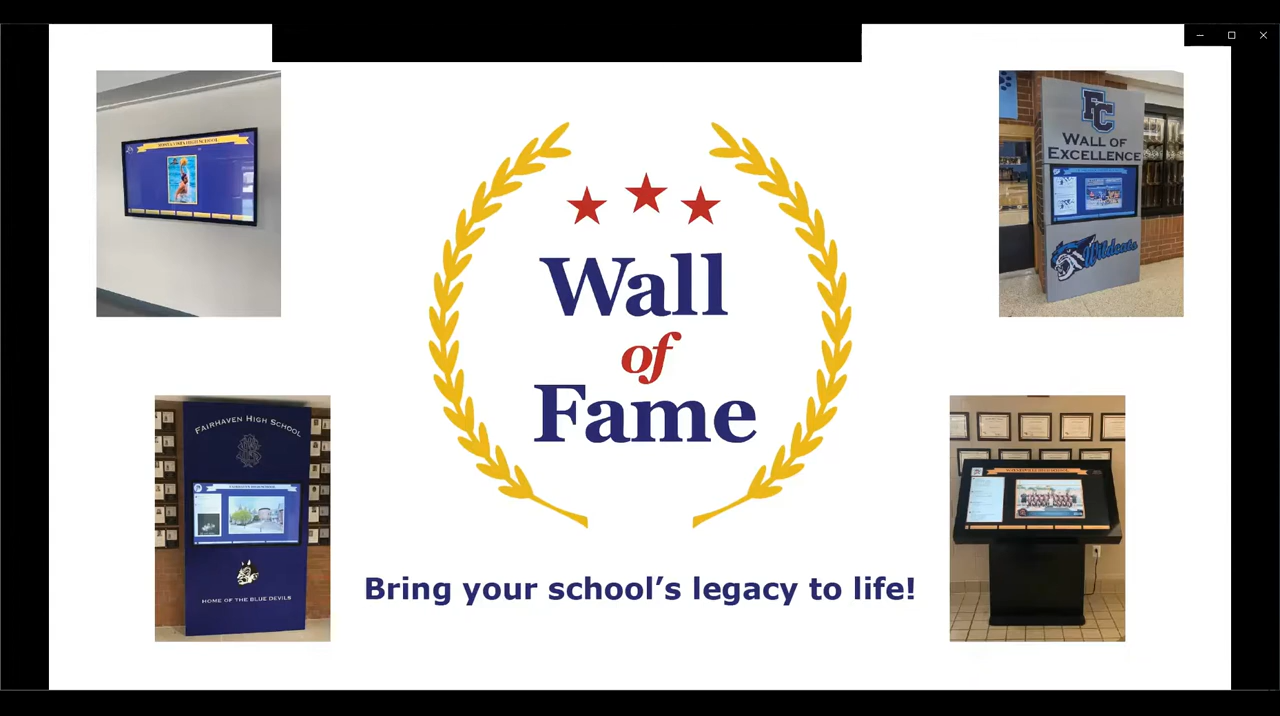 PC
WALL OF
EXCELLENCE
Wildcats
Wall
of
Fame
FAIRHAVEN HIGH SCHOOL
HOME OF THE BLUE DEVILS
Bring your school's legacy to life!